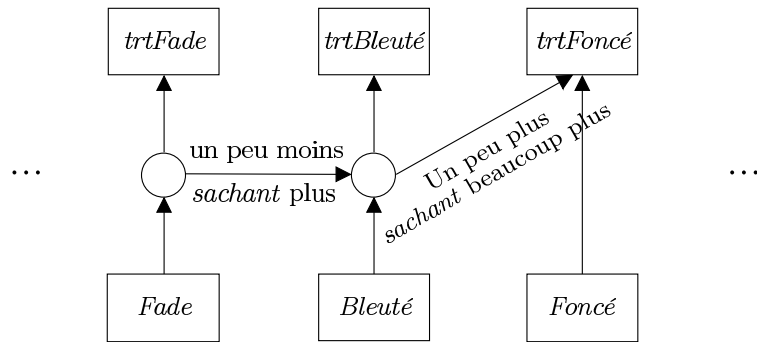 trtFade
trtBleuté
trtFoncé
un peu moins
sachant plus
Un peu plus
sachant beaucoup plus
...
...
Fade
Bleuté
Foncé